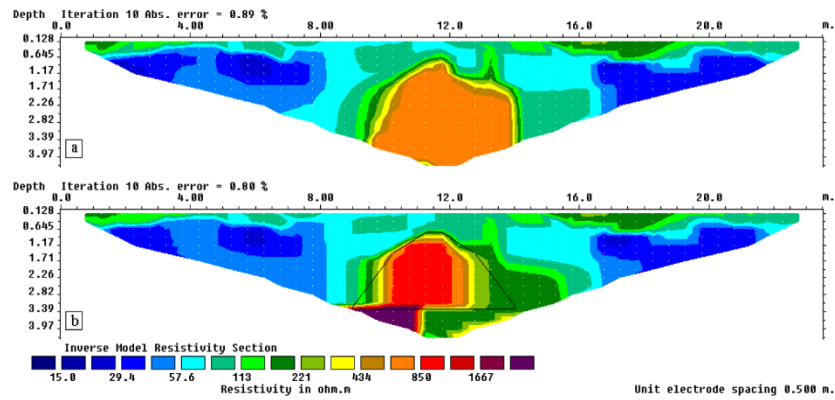 Depth Iteration 10 Abs. error = 0.89 %
0.0 4.00 8.00 12.0 16.0 20.0 m.
0.128
0.645
1.17
1.71
2.26
2.82
3.39
3.97
a
Depth Iteration 10 Abs. error = 0.80 %
0.0 4.00 8.00 12.0 16.0 20.0 m.
0.128
0.645
1.17
1.71
2.26
2.82
3.39
3.97
b
Inverse Model Resistivity Section
15.0 29.4 57.6 113 221 434 850 1667
Resistivity in ohm.m Unit electrode spacing 0.500 m.